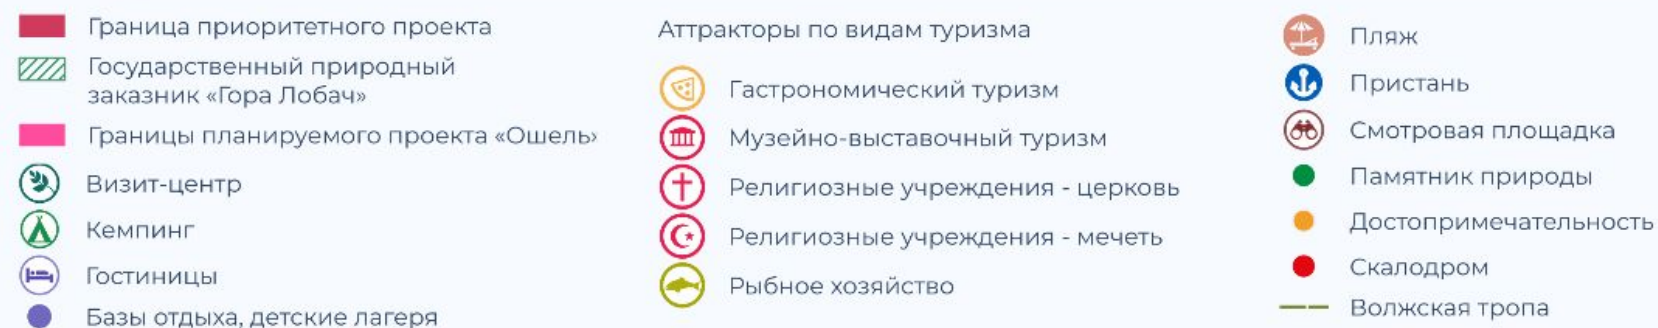 Граница приоритетного проекта
Государственный природный
заказник «Гора Лобач»
Границы планируемого проекта «Ошель»
Визит-центр
Кемпинг
Гостиницы
Базы отдыха, детские лагеря
Аттракторы по видам туризма
Гастрономический туризм
Музейно-выставочный туризм
Религиозные учреждения - церковь
Религиозные учреждения - мечеть
Рыбное хозяйство
Пляж
Пристань
Смотровая площадка
Памятник природы
Достопримечательность
Скалодром
Волжская тропа